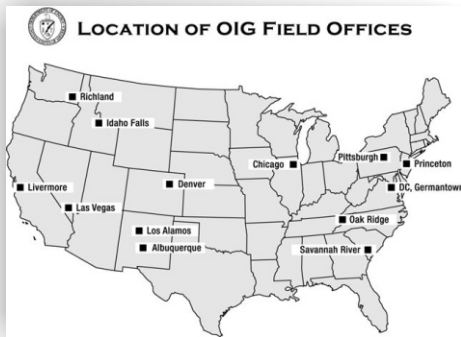 LOCATION OF OIG FIELD OFFICES
Richland
Idaho Falls
Chicago
Pittsburgh
Princeton
Livermore
Denver
DC, Germantown
Las Vegas
Los Alamos
Oak Ridge
Albuquerque
Savannah River